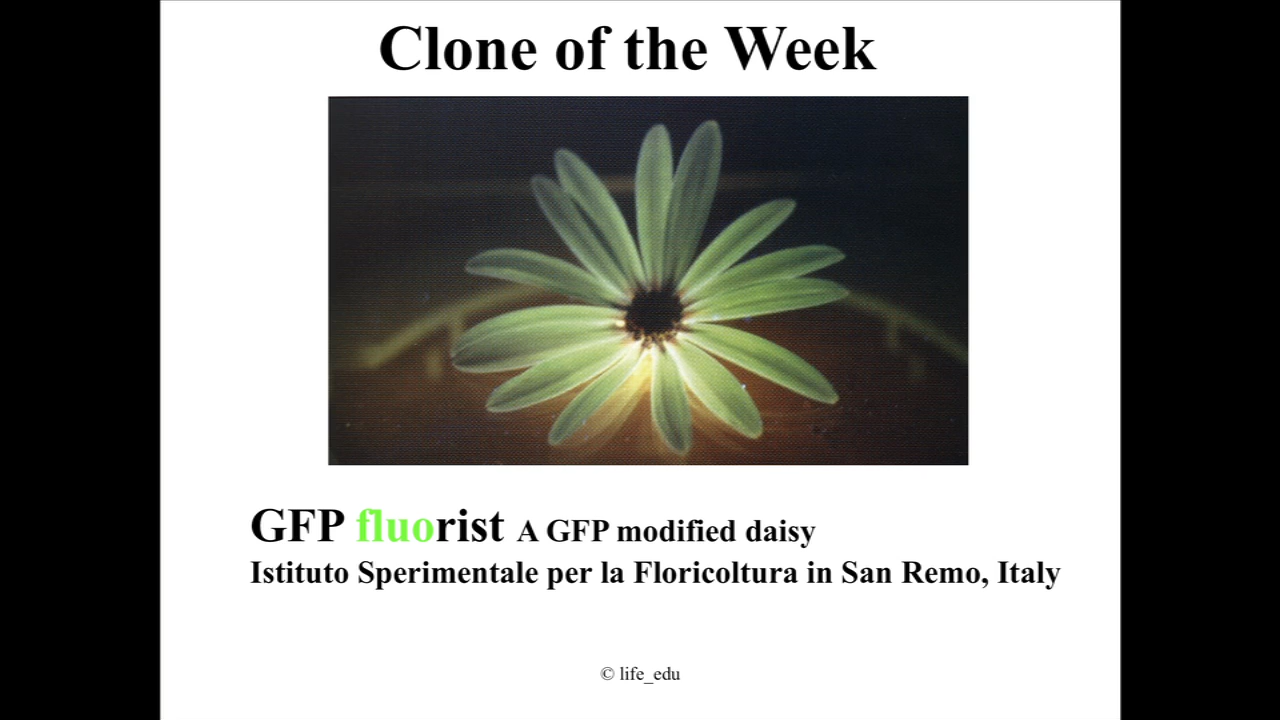 Clone of the Week
GFP fluorist A GFP modified daisy
Istituto Sperimentale per la Floricoltura in San Remo, Italy
© life_edu